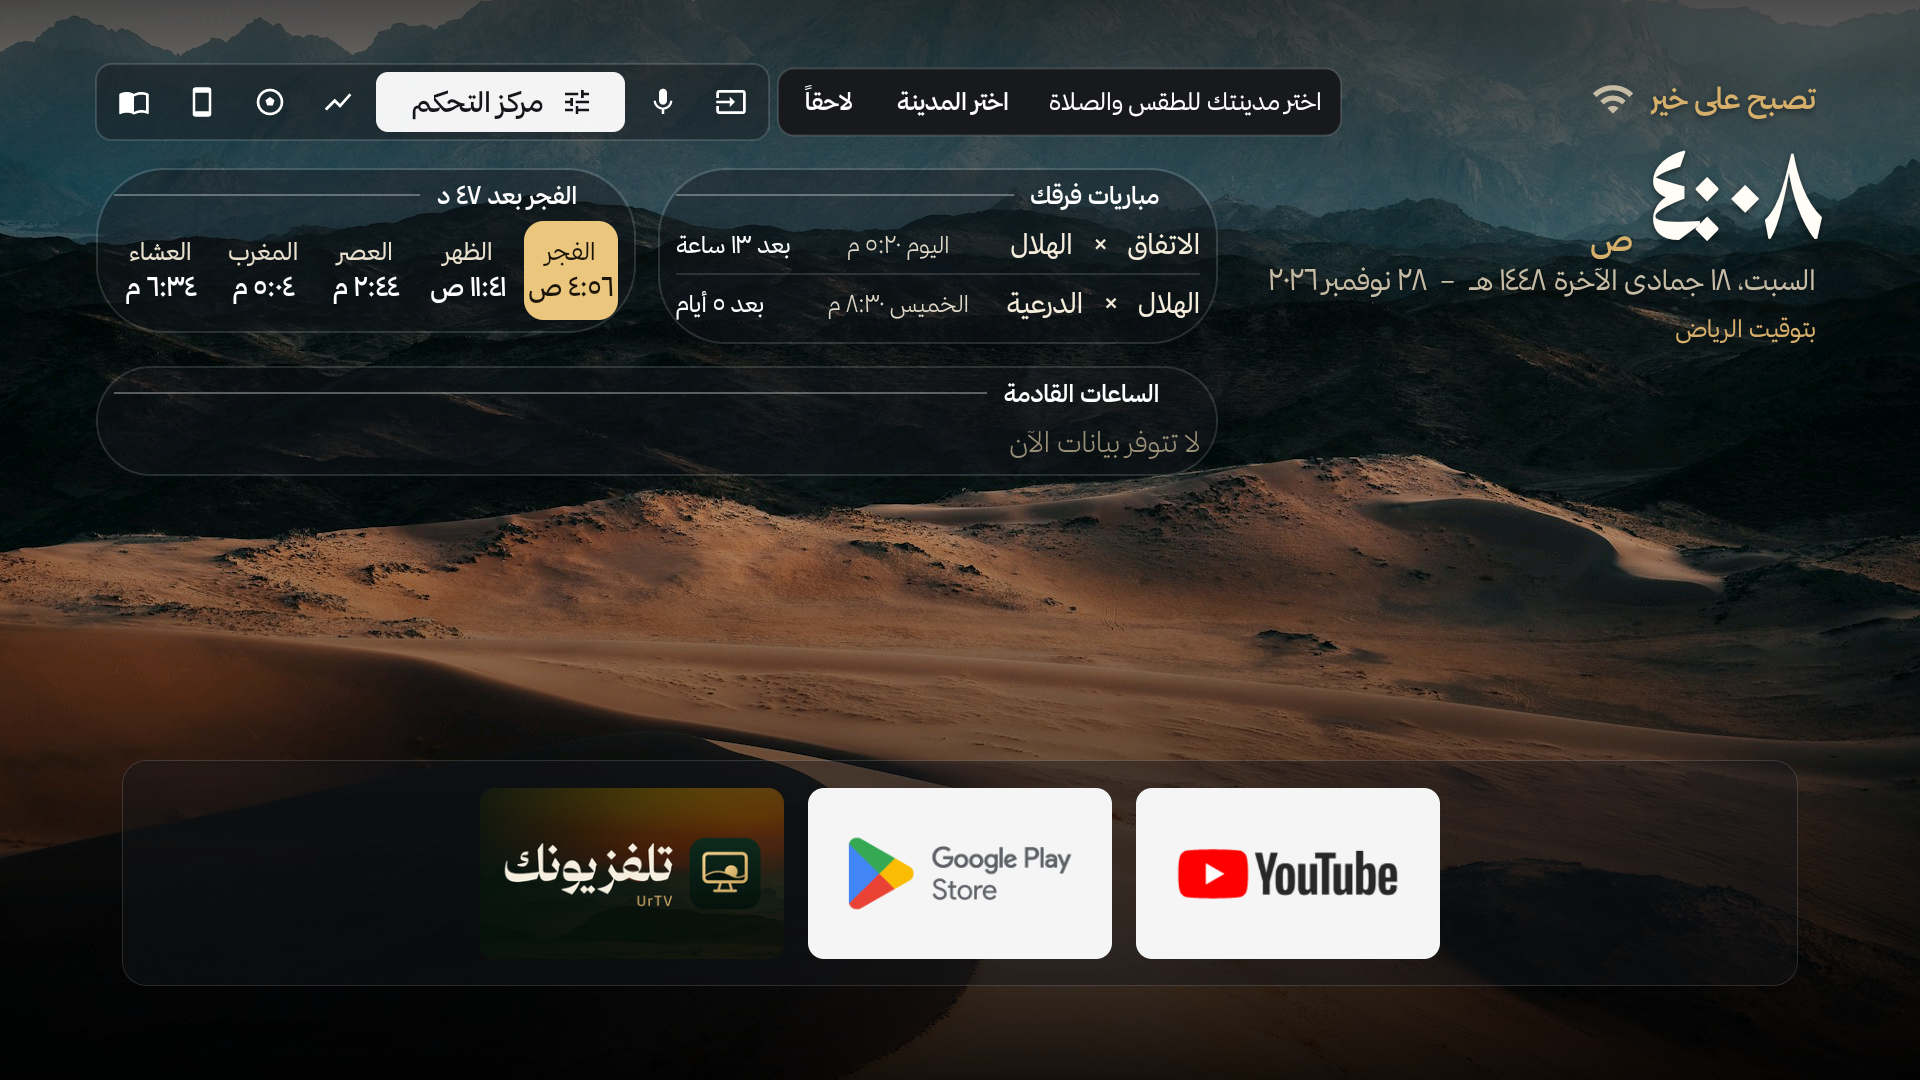 تصبح على خير
٤:٠٨ ص
السبت، ١٨ جمادى الآخرة ١٤٤٨ هـ – ٢٨ نوفمبر ٢٠٢٦
بتوقيت الرياض
اختر مدينتك للطقس والصلاة اختر المدينة لاحقاً
مركز التحكم
مباريات فرقك
الاتفاق × الهلال اليوم ٥:٢٠ م بعد ١٣ ساعة
الهلال × الدرعية الخميس ٨:٣٠ م بعد ٥ أيام
الفجر بعد ٤٧ د
الفجر الظهر العصر المغرب العشاء
٤:٥٦ ص ١١:٤١ ص ٢:٤٤ م ٥:٠٤ م ٦:٣٤ م
الساعات القادمة
لا تتوفر بيانات الآن
YouTube
Google Play
Store
تلفزيونك
UrTV